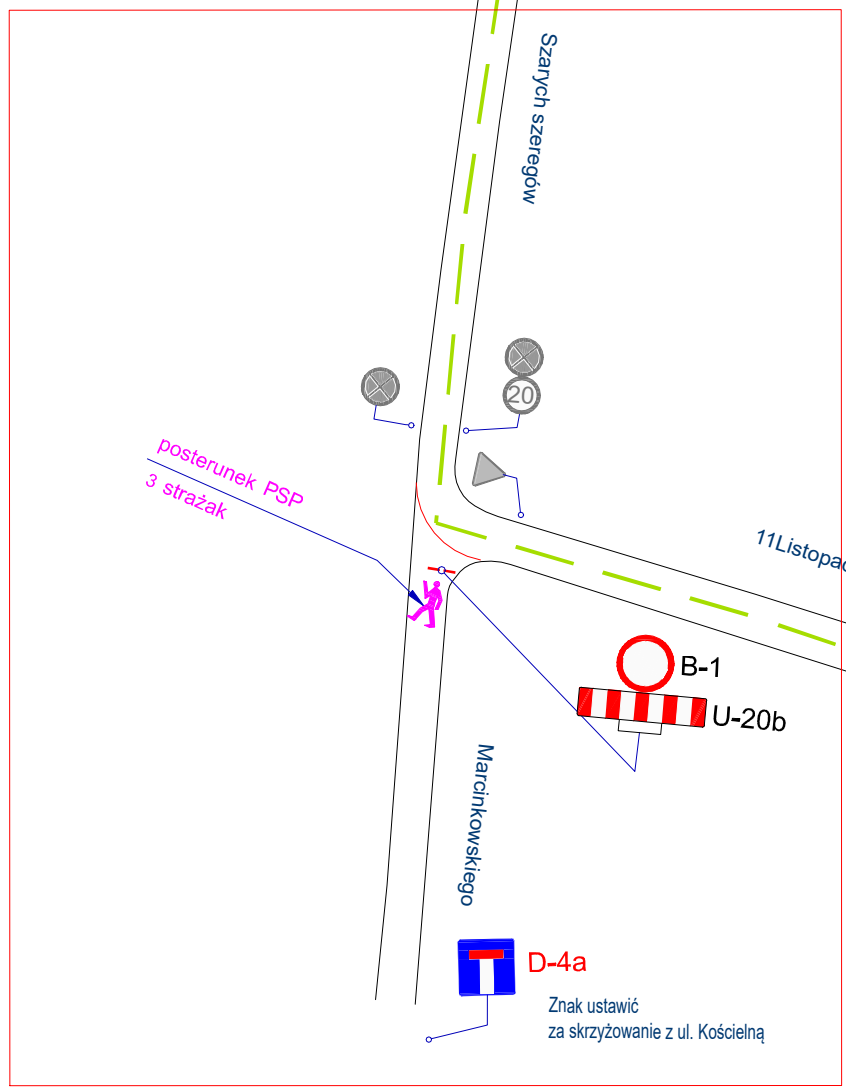 Szarych szeregów
20
posterunek PSP
3 strażak
11Listopad
B-1
U-20b
Marcinkowskiego
D-4a
Znak ustawić
za skrzyżowanie z ul. Kościelną